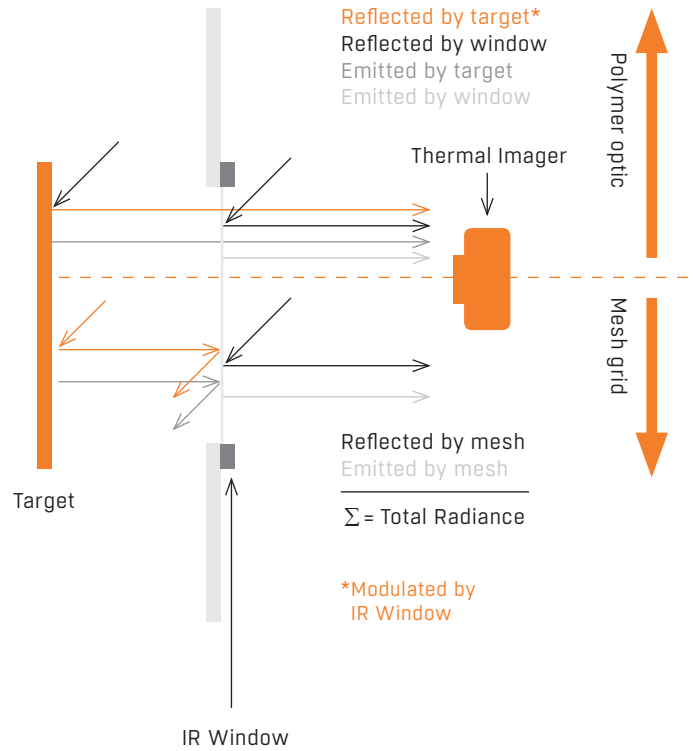 Reflected by target*
Reflected by window
Emitted by target
Emitted by window
Polymer optic
Thermal Imager
Mesh grid
Reflected by mesh
Emitted by mesh
Σ = Total Radiance
Target
*Modulated by
IR Window
IR Window